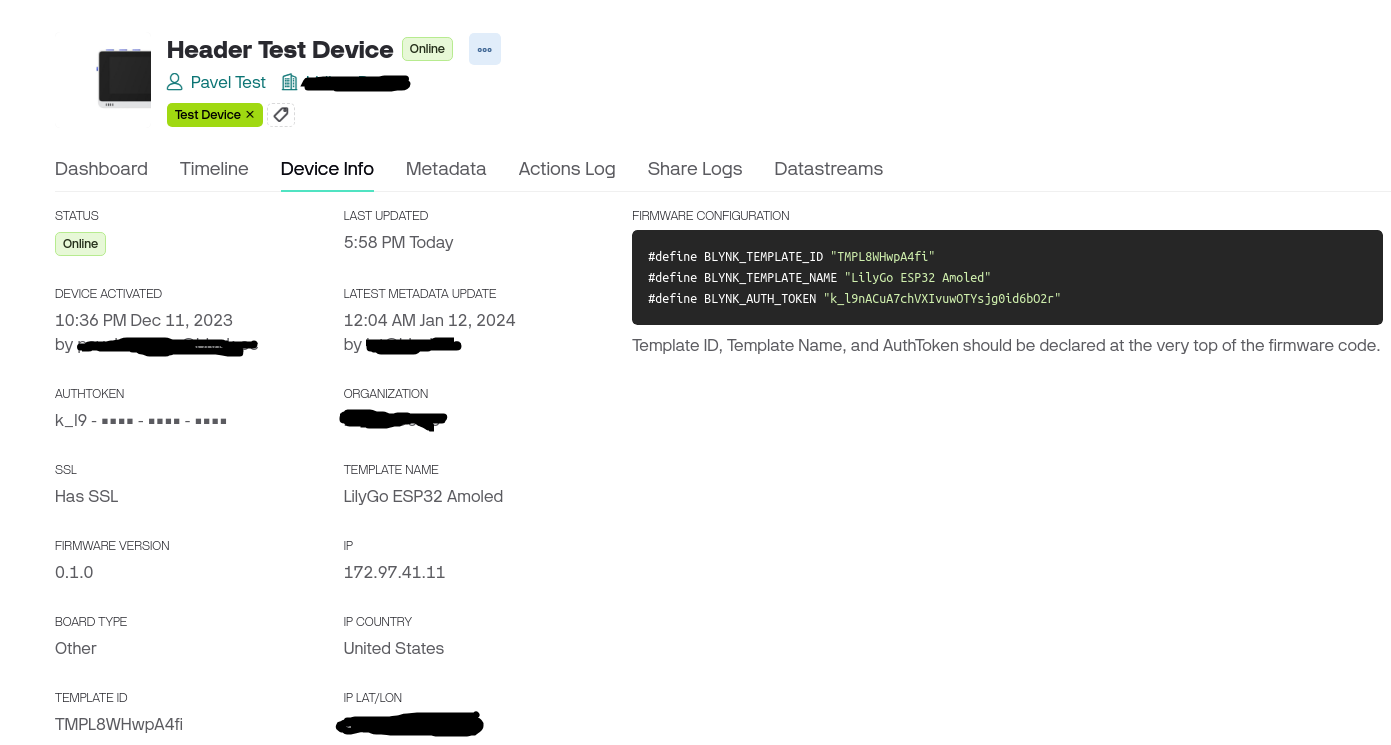 Header Test Device Online
Pavel Test
Test Device ×
Dashboard Timeline Device Info Metadata Actions Log Share Logs Datastreams
STATUS
Online
LAST UPDATED
5:58 PM Today
DEVICE ACTIVATED
10:36 PM Dec 11, 2023
by
LATEST METADATA UPDATE
12:04 AM Jan 12, 2024
by
AUTHTOKEN
k_l9 - ▪▪▪▪ - ▪▪▪▪ - ▪▪▪▪
ORGANIZATION
SSL
Has SSL
TEMPLATE NAME
LilyGo ESP32 Amoled
FIRMWARE VERSION
0.1.0
IP
172.97.41.11
BOARD TYPE
Other
IP COUNTRY
United States
TEMPLATE ID
TMPL8WHwpA4fi
IP LAT/LON
FIRMWARE CONFIGURATION
#define BLYNK_TEMPLATE_ID "TMPL8WHwpA4fi"
#define BLYNK_TEMPLATE_NAME "LilyGo ESP32 Amoled"
#define BLYNK_AUTH_TOKEN "k_l9nACuA7chVXIvuwOTYsjg0id6bO2r"
Template ID, Template Name, and AuthToken should be declared at the very top of the firmware code.